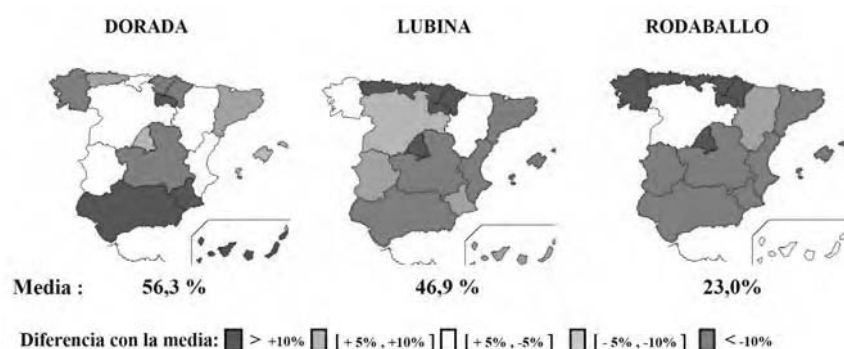 DORADA LUBINA RODABALLO
Media : 56,3 % 46,9 % 23,0%
Diferencia con la media: > +10% [ + 5% , +10% ] [ + 5% , -5% ] [ - 5% , -10% ] < -10%